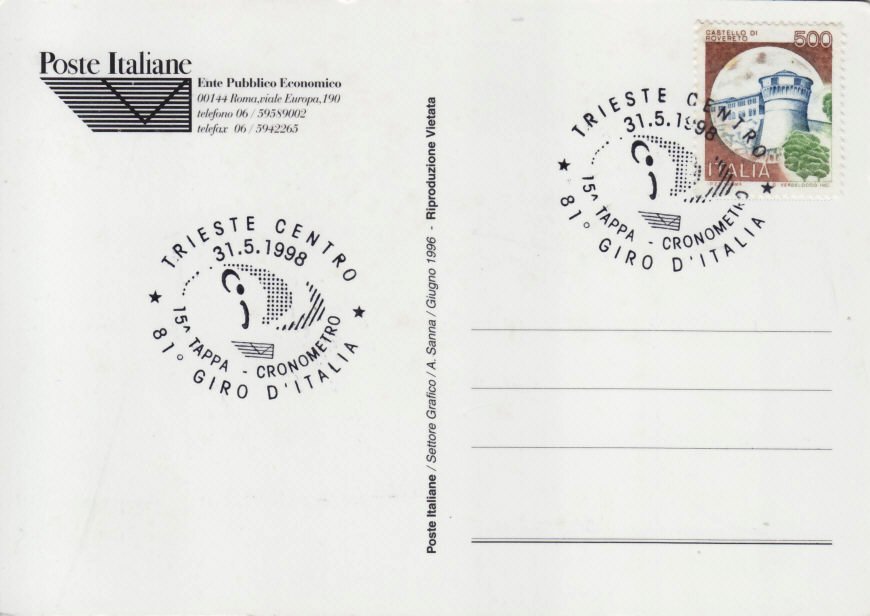 Poste Italiane
Ente Pubblico Economico
00144 Roma,viale Europa,190
telefono 06 / 59589002
telefax 06 / 5942265
TRIESTE CENTRO
31.5.1998
15^ TAPPA - CRONOMETRO
81° GIRO D'ITALIA
Poste Italiane / Settore Grafico / A. Sanna / Giugno 1996 - Riproduzione Vietata
CASTELLO DI
ROVERETO
500
ITALIA
TRIESTE CENTRO
31.5.1998
15^ TAPPA - CRONOMETRO
81° GIRO D'ITALIA